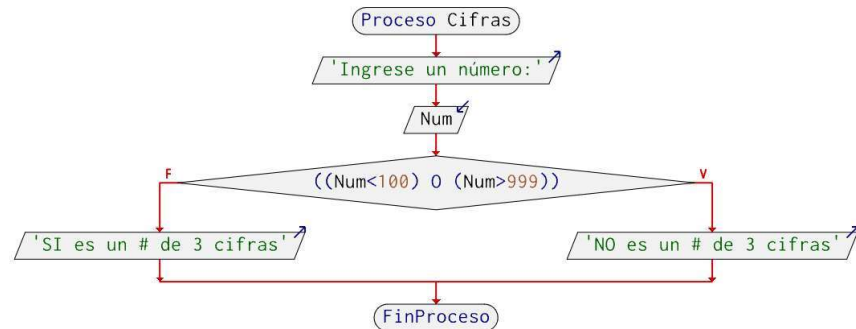 Proceso Cifras
'Ingrese un número:'
Num
F
((Num<100) O (Num>999))
V
'SI es un # de 3 cifras'
'NO es un # de 3 cifras'
FinProceso